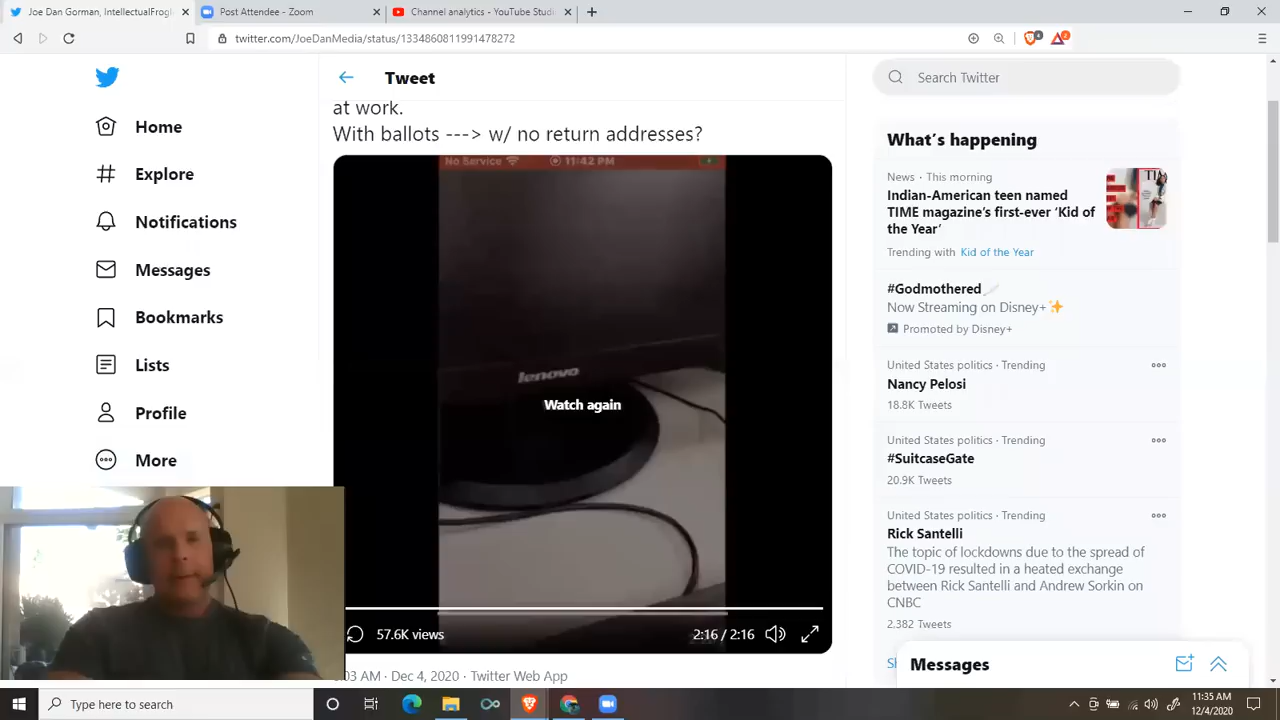 Joe Dan Gorman, IntellectualFrogl
Post Attendee - Zoom
Channel analytics - YouTube Studi
twitter.com/JoeDanMedia/status/1334860811991478272
4
2
Home
Explore
Notifications
Messages
Bookmarks
Lists
Profile
More
Tweet
at work.
With ballots ---> w/ no return addresses?
No Service
11:42 PM
lenovo
Watch again
57.6K views
2:16 / 2:16
:03 AM · Dec 4, 2020 · Twitter Web App
Search Twitter
What's happening
News · This morning
Indian-American teen named
TIME magazine's first-ever 'Kid of
the Year'
Trending with Kid of the Year
#Godmothered
Now Streaming on Disney+
Promoted by Disney+
United States politics · Trending
Nancy Pelosi
18.8K Tweets
United States politics · Trending
#SuitcaseGate
20.9K Tweets
United States politics · Trending
Rick Santelli
The topic of lockdowns due to the spread of
COVID-19 resulted in a heated exchange
between Rick Santelli and Andrew Sorkin on
CNBC
2,382 Tweets
Messages
Type here to search
11:35 AM
12/4/2020